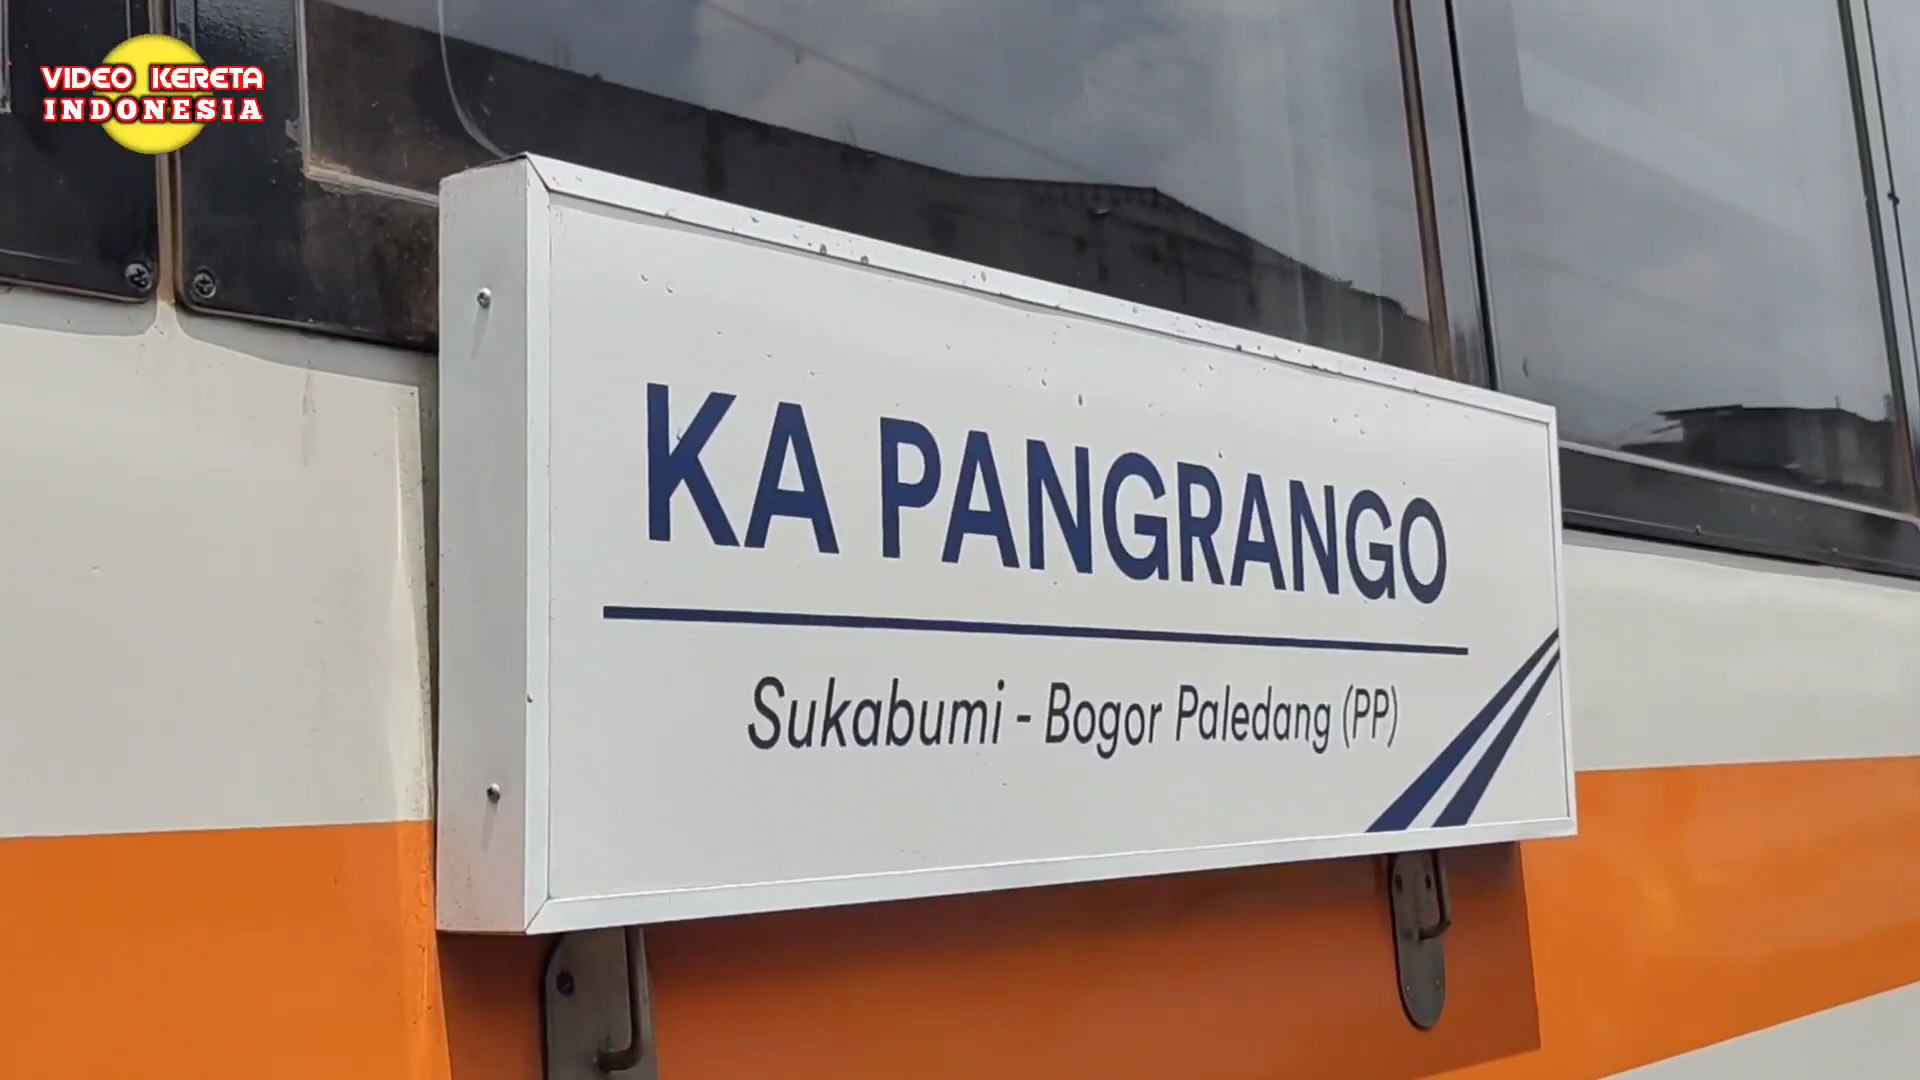 VIDEO KERETA
INDONESIA
KA PANGRANGO
Sukabumi - Bogor Paledang (PP)